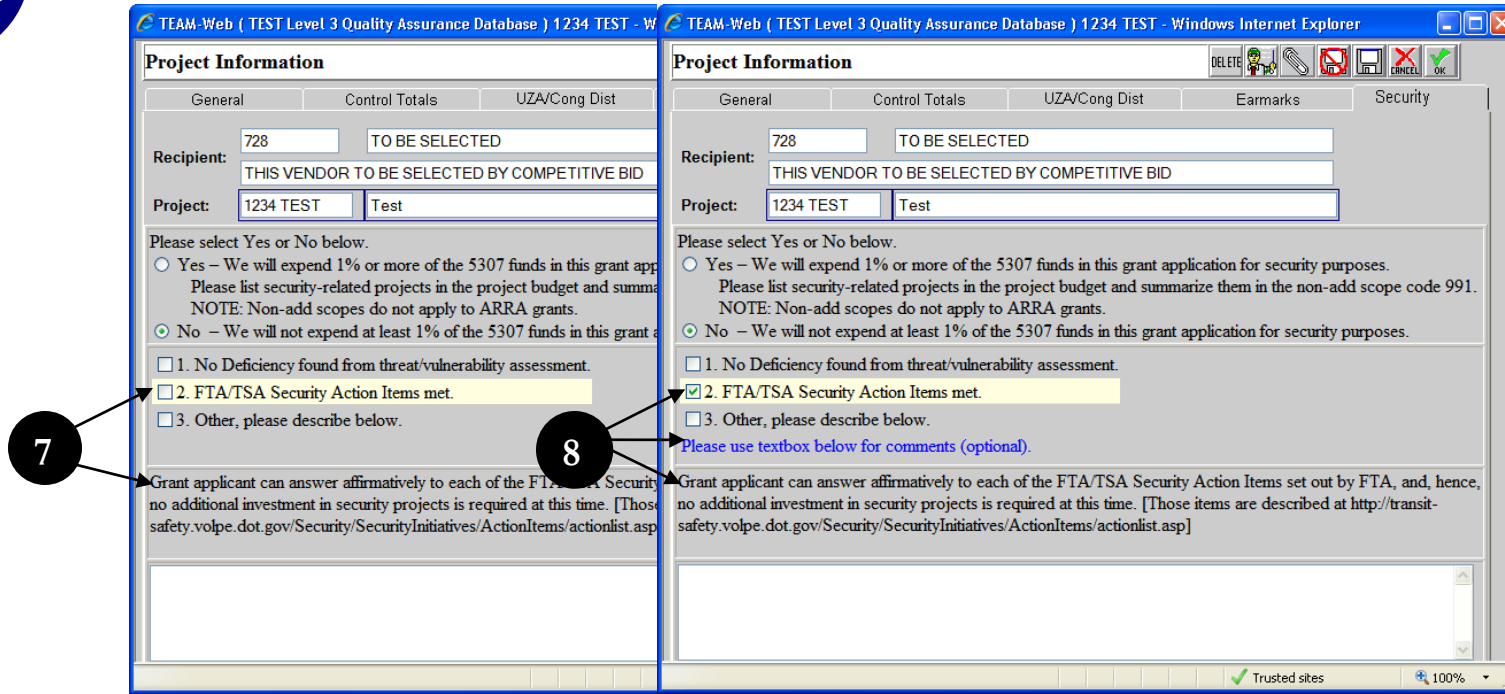 TEAM-Web ( TEST Level 3 Quality Assurance Database ) 1234 TEST - W
Project Information
General Control Totals UZA/Cong Dist
Recipient: 728 TO BE SELECTED
THIS VENDOR TO BE SELECTED BY COMPETITIVE BID
Project: 1234 TEST Test
Please select Yes or No below.
Yes – We will expend 1% or more of the 5307 funds in this grant app
Please list security-related projects in the project budget and summa
NOTE: Non-add scopes do not apply to ARRA grants.
No – We will not expend at least 1% of the 5307 funds in this grant a
1. No Deficiency found from threat/vulnerability assessment.
2. FTA/TSA Security Action Items met.
3. Other, please describe below.
7
Grant applicant can answer affirmatively to each of the FTA/TSA Security
no additional investment in security projects is required at this time. [Those
safety.volpe.dot.gov/Security/SecurityInitiatives/ActionItems/actionlist.asp
TEAM-Web ( TEST Level 3 Quality Assurance Database ) 1234 TEST - Windows Internet Explorer
Project Information DELETE CANCEL OK
General Control Totals UZA/Cong Dist Earmarks Security
Recipient: 728 TO BE SELECTED
THIS VENDOR TO BE SELECTED BY COMPETITIVE BID
Project: 1234 TEST Test
Please select Yes or No below.
Yes – We will expend 1% or more of the 5307 funds in this grant application for security purposes.
Please list security-related projects in the project budget and summarize them in the non-add scope code 991.
NOTE: Non-add scopes do not apply to ARRA grants.
No – We will not expend at least 1% of the 5307 funds in this grant application for security purposes.
1. No Deficiency found from threat/vulnerability assessment.
2. FTA/TSA Security Action Items met.
3. Other, please describe below.
8
Please use textbox below for comments (optional).
Grant applicant can answer affirmatively to each of the FTA/TSA Security Action Items set out by FTA, and, hence,
no additional investment in security projects is required at this time. [Those items are described at http://transit-
safety.volpe.dot.gov/Security/SecurityInitiatives/ActionItems/actionlist.asp]
Trusted sites 100%